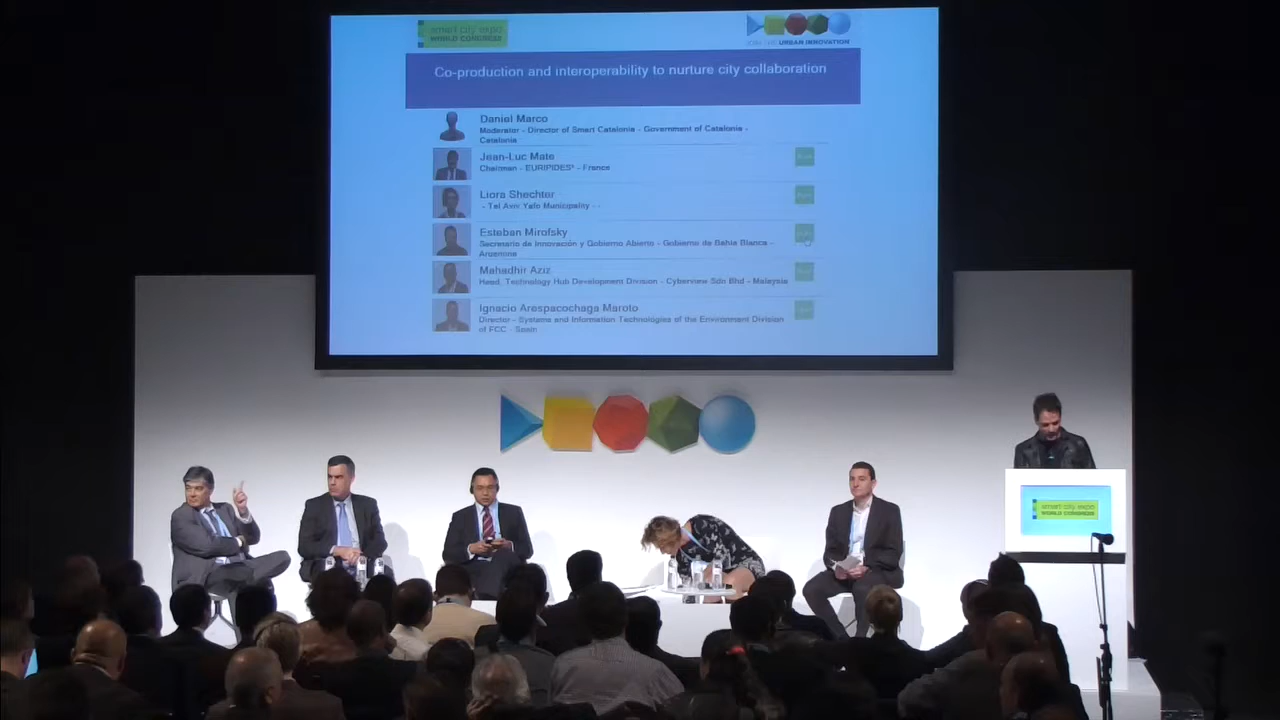 smart city expo
WORLD CONGRESS
JOIN THE URBAN INNOVATION
Co-production and interoperability to nurture city collaboration
Daniel Marco
Moderator - Director of Smart Catalonia - Government of Catalonia -
Catalonia
Jean-Luc Mate
Chairman - EURIPIDES² - France
Liora Shechter
- Tel Aviv Yafo Municipality - -
Esteban Mirofsky
Secretario de Innovación y Gobierno Abierto - Gobierno de Bahia Blanca -
Argentina
Mahadhir Aziz
Head, Technology Hub Development Division - Cyberview Sdn Bhd - Malaysia
Ignacio Arespacochaga Maroto
Director - Systems and Information Technologies of the Environment Division
of FCC - Spain
smart city expo
WORLD CONGRESS